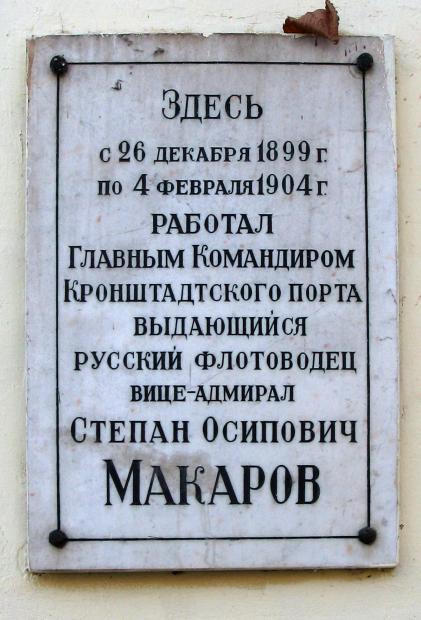 Здесь
с 26 декабря 1899 г.
по 4 февраля 1904 г.
работал
Главным Командиром
Кронштадтского порта
выдающийся
русский флотоводец
вице-адмирал
Степан Осипович
Макаров